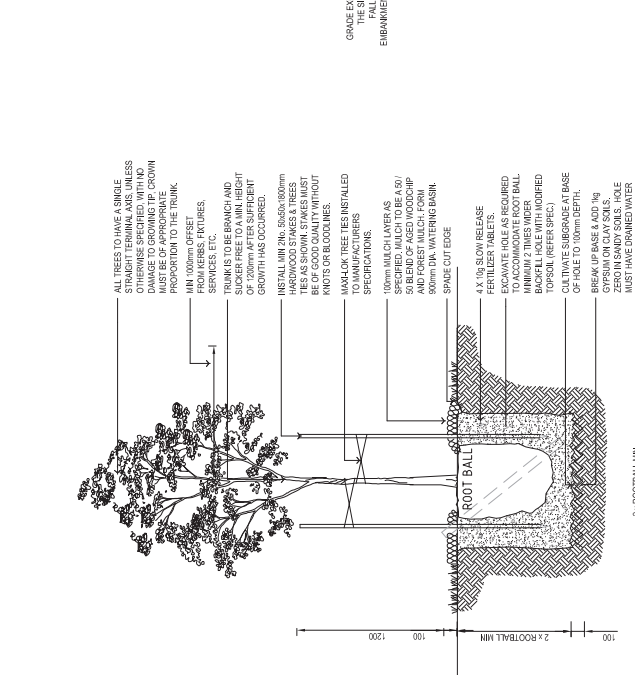 GRADE EX
THE SI
FALL
EMBANKMEN
ALL TREES TO HAVE A SINGLE
STRAIGHT TERMINAL AXIS, UNLESS
OTHERWISE SPECIFIED, WITH NO
DAMAGE TO GROWING TIP. CROWN
MUST BE OF APPROPRIATE
PROPORTION TO THE TRUNK.
MIN 1000mm OFFSET
FROM KERBS, FIXTURES,
SERVICES, ETC.
TRUNK IS TO BE BRANCH AND
SUCKER FREE TO A MIN. HEIGHT
OF 1200mm AFTER SUFFICIENT
GROWTH HAS OCCURRED.
INSTALL MIN 2No. 50x50x1800mm
HARDWOOD STAKES & TREES
TIES AS SHOWN. STAKES MUST
BE OF GOOD QUALITY WITHOUT
KNOTS OR BLOODLINES.
MAXI-LOK TREE TIES INSTALLED
TO MANUFACTURERS
SPECIFICATIONS.
100mm MULCH LAYER AS
SPECIFIED. MULCH TO BE A 50 /
50 BLEND OF AGED WOODCHIP
AND FOREST MULCH. FORM
900mm DIA. WATERING BASIN.
SPADE CUT EDGE
4 X 10g SLOW RELEASE
FERTILIZER TABLETS.
EXCAVATE HOLE AS REQUIRED
TO ACCOMMODATE ROOT BALL.
MINIMUM 2 TIMES WIDER
BACKFILL HOLE WITH MODIFIED
TOPSOIL (REFER SPEC.)
CULTIVATE SUBGRADE AT BASE
OF HOLE TO 100mm DEPTH.
BREAK UP BASE & ADD 1kg
GYPSUM ON CLAY SOILS,
ZERO IN SANDY SOILS. HOLE
MUST HAVE DRAINED WATER
ROOT BALL
1200
100
2 x ROOTBALL MIN
100
2 x ROOTBALL MIN